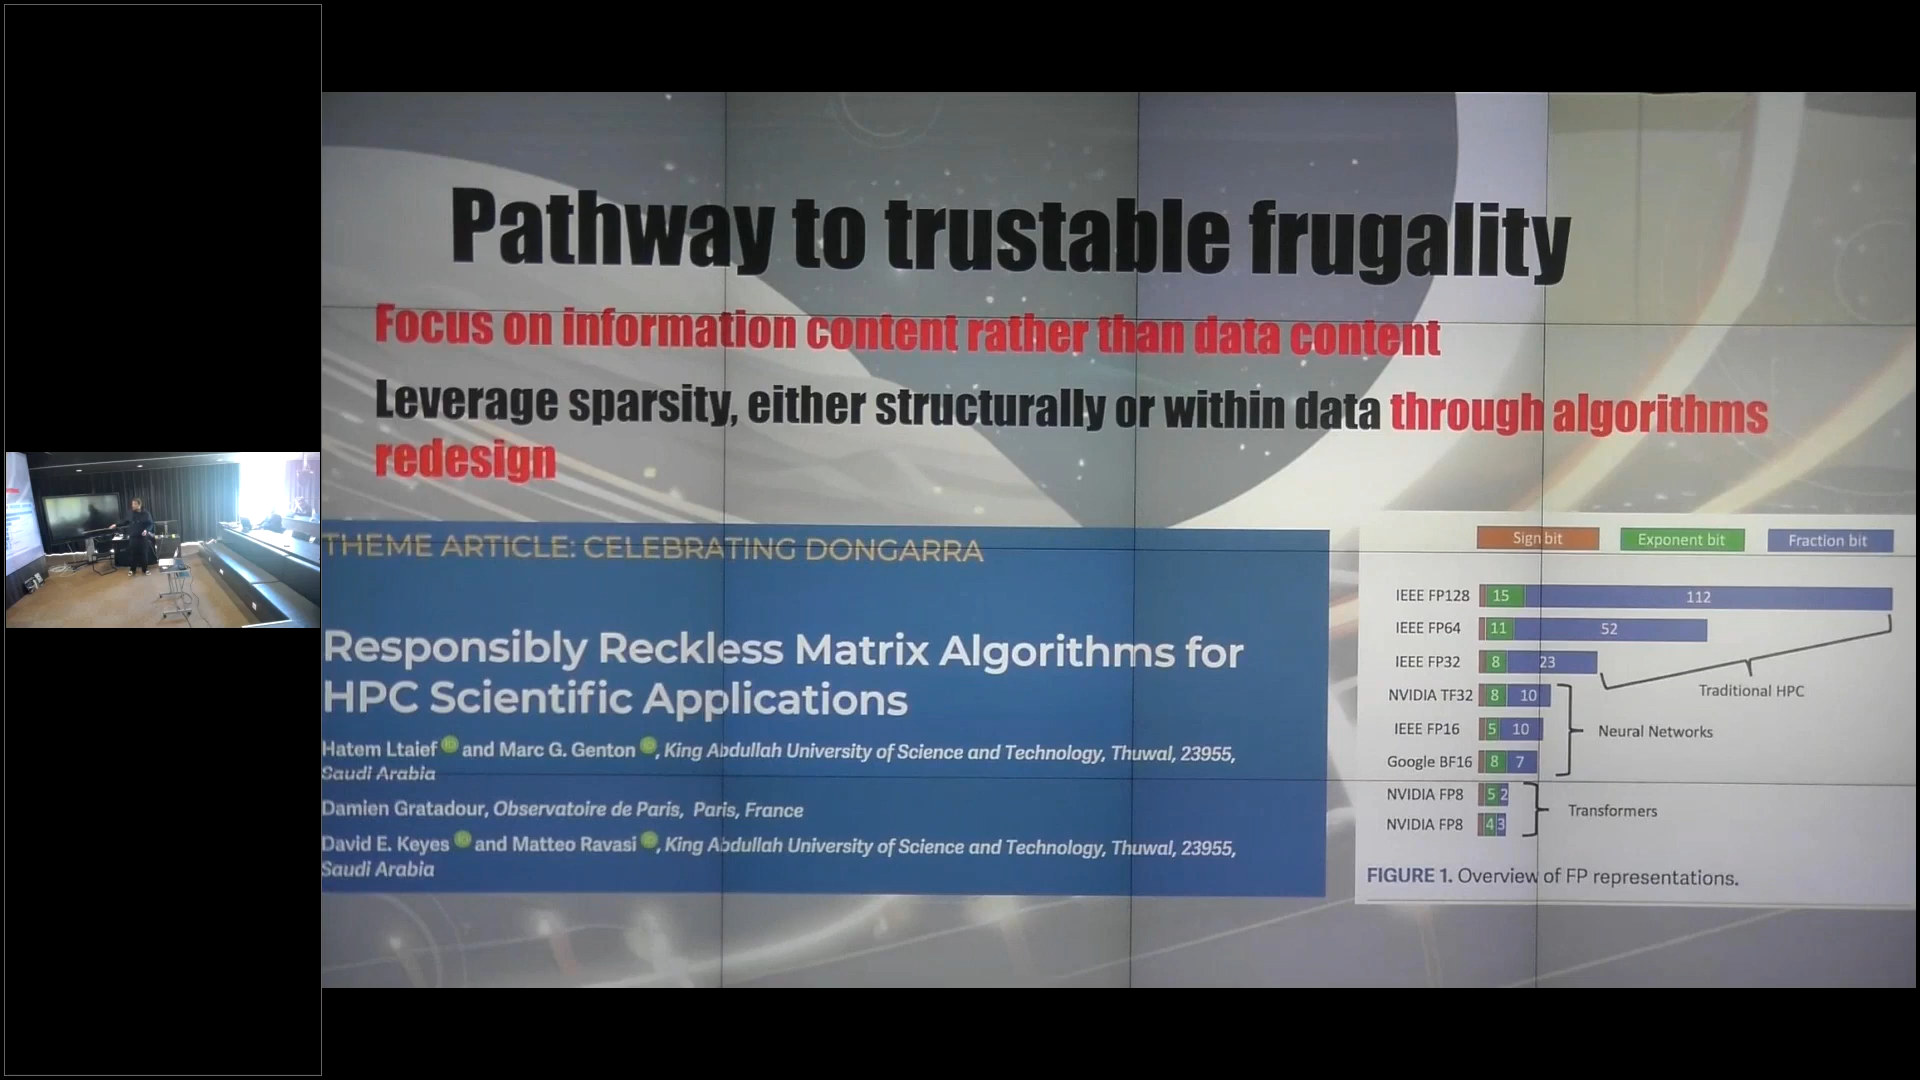 Pathway to trustable frugality
Focus on information content rather than data content
Leverage sparsity, either structurally or within data through algorithms
redesign
THEME ARTICLE: CELEBRATING DONGARRA
Responsibly Reckless Matrix Algorithms for
HPC Scientific Applications
Hatem Ltaief iD and Marc G. Genton iD, King Abdullah University of Science and Technology, Thuwal, 23955,
Saudi Arabia
Damien Gratadour, Observatoire de Paris, Paris, France
David E. Keyes iD and Matteo Ravasi iD, King Abdullah University of Science and Technology, Thuwal, 23955,
Saudi Arabia
Sign bit Exponent bit Fraction bit
IEEE FP128 15 112
IEEE FP64 11 52
IEEE FP32 8 23
Traditional HPC
NVIDIA TF32 8 10
IEEE FP16 5 10
Neural Networks
Google BF16 8 7
NVIDIA FP8 5 2
Transformers
NVIDIA FP8 4 3
FIGURE 1. Overview of FP representations.